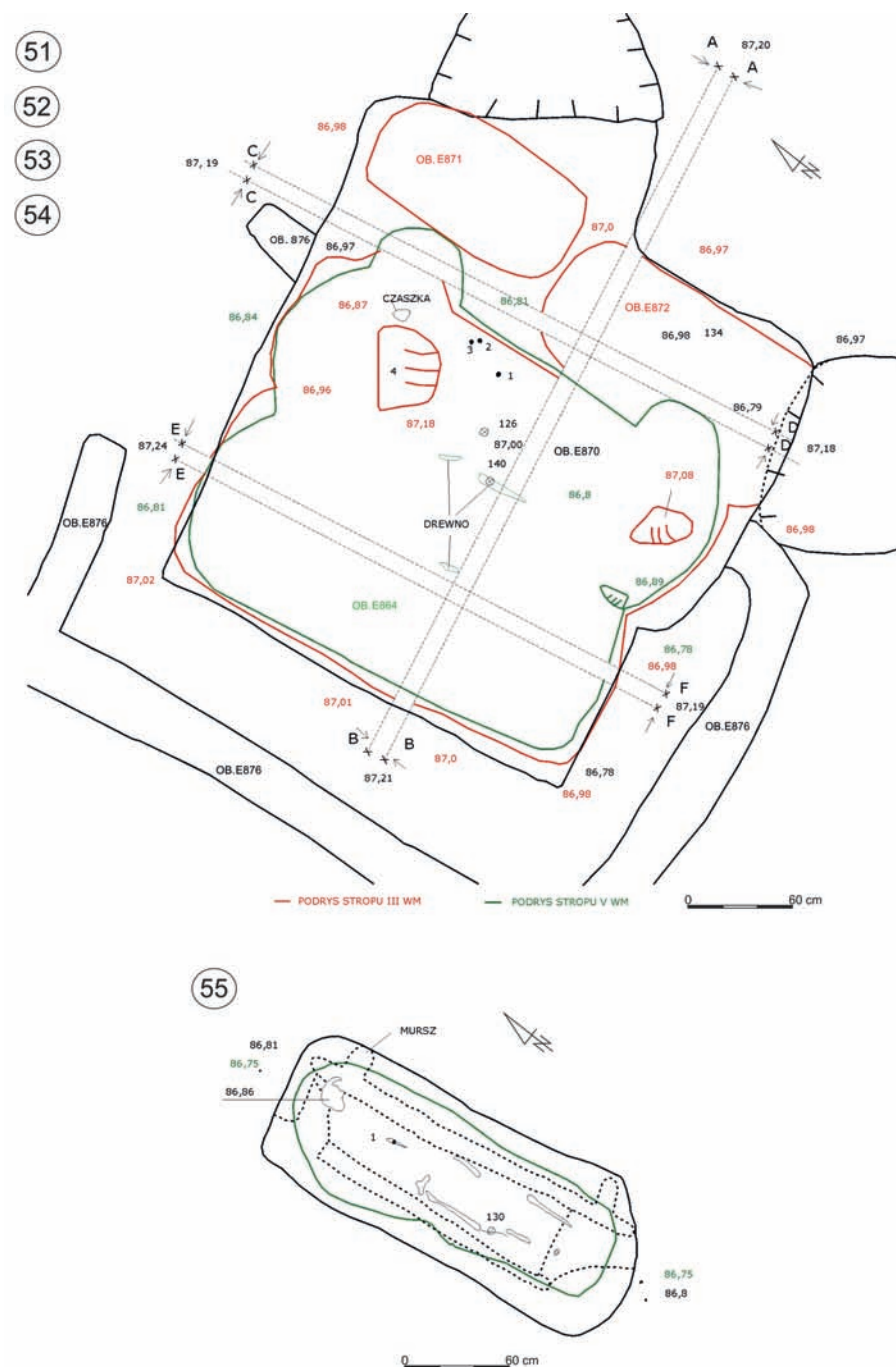 51
52
53
54
A
87,20
A
86,98
C
87, 19
C
OB.E871
N
OB. 876
86,97
87,0
86,97
86,84
86,87
CZASZKA
86,81
OB.E872
86,98
134
86,97
3
2
4
1
86,96
87,18
86,79
D
D
87,18
126
87,00
OB.E870
E
87,24
E
140
86,8
87,08
86,81
OB.E876
DREWNO
86,98
86,89
87,02
OB.E864
86,78
86,98
F
87,19
F
OB.E876
87,01
B
B
87,0
87,21
86,78
86,98
OB.E876
PODRYS STROPU III WM
PODRYS STROPU V WM
0
60 cm
55
N
MURSZ
86,81
86,75
86,86
1
130
86,75
86,8
0
60 cm